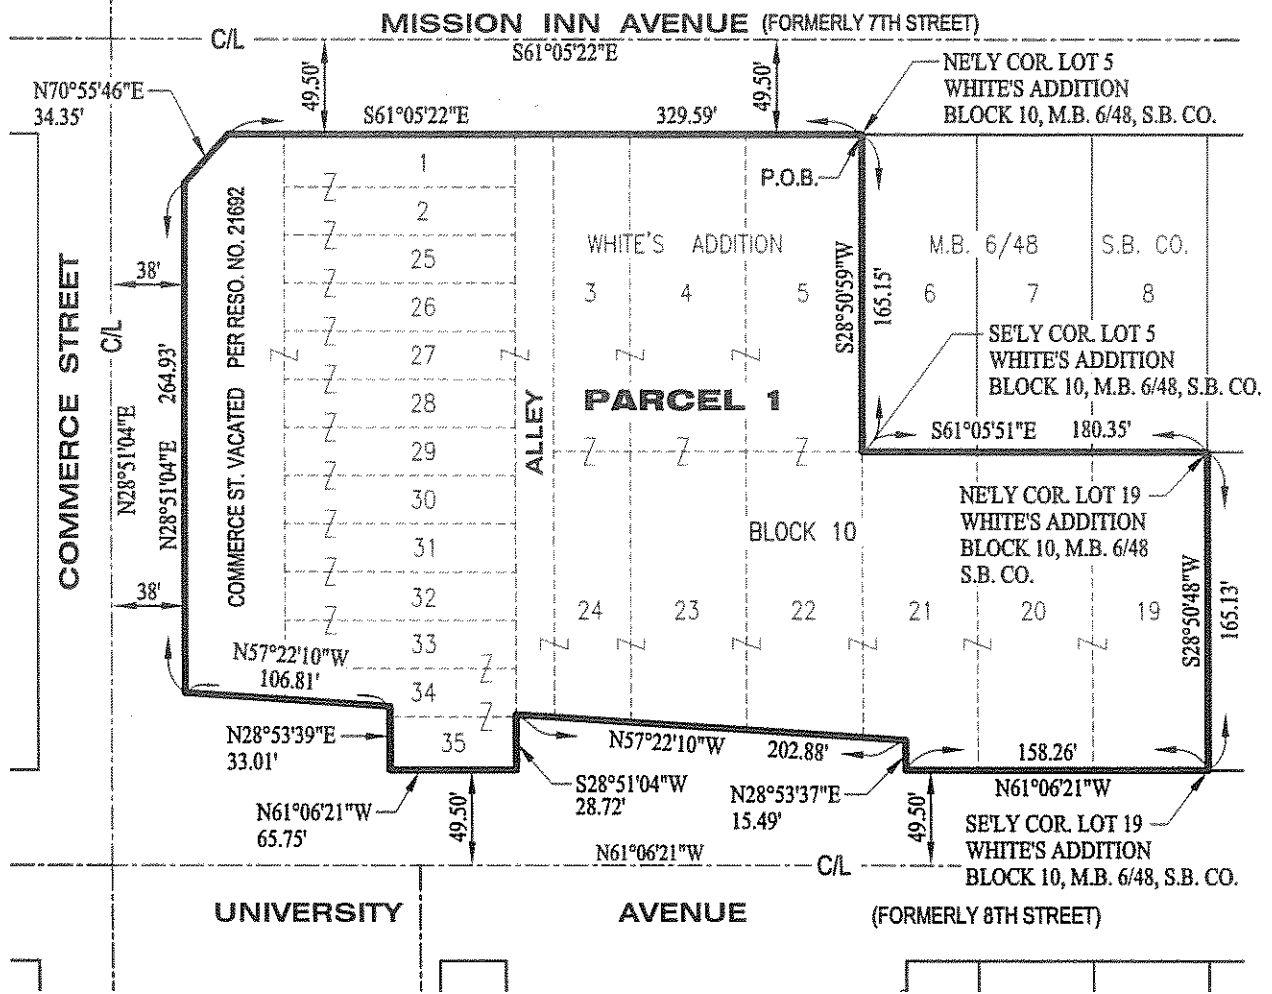 MISSION INN AVENUE (FORMERLY 7TH STREET)
C/L
S61°05'22"E
49.50'
49.50'
N70°55'46"E
34.35'
S61°05'22"E 329.59'
NE'LY COR. LOT 5
WHITE'S ADDITION
BLOCK 10, M.B. 6/48, S.B. CO.
P.O.B.
1
2
25
26
27
28
29
30
31
32
33
34
35
WHITE'S ADDITION
M.B. 6/48 S.B. CO.
3 4 5 6 7 8
S28°50'59"W
165.15'
SE'LY COR. LOT 5
WHITE'S ADDITION
BLOCK 10, M.B. 6/48, S.B. CO.
COMMERCE STREET
C/L
N28°51'04"E
38'
264.93'
N28°51'04"E
38'
COMMERCE ST. VACATED PER RESO. NO. 21692
ALLEY
PARCEL 1
S61°05'51"E 180.35'
NE'LY COR. LOT 19
WHITE'S ADDITION
BLOCK 10, M.B. 6/48
S.B. CO.
BLOCK 10
24 23 22 21 20 19
S28°50'48"W
165.13'
N57°22'10"W
106.81'
N28°53'39"E
33.01'
N61°06'21"W
65.75'
49.50'
S28°51'04"W
28.72'
N57°22'10"W 202.88'
N28°53'37"E
15.49'
49.50'
158.26'
N61°06'21"W
SE'LY COR. LOT 19
WHITE'S ADDITION
BLOCK 10, M.B. 6/48, S.B. CO.
N61°06'21"W
C/L
UNIVERSITY AVENUE (FORMERLY 8TH STREET)